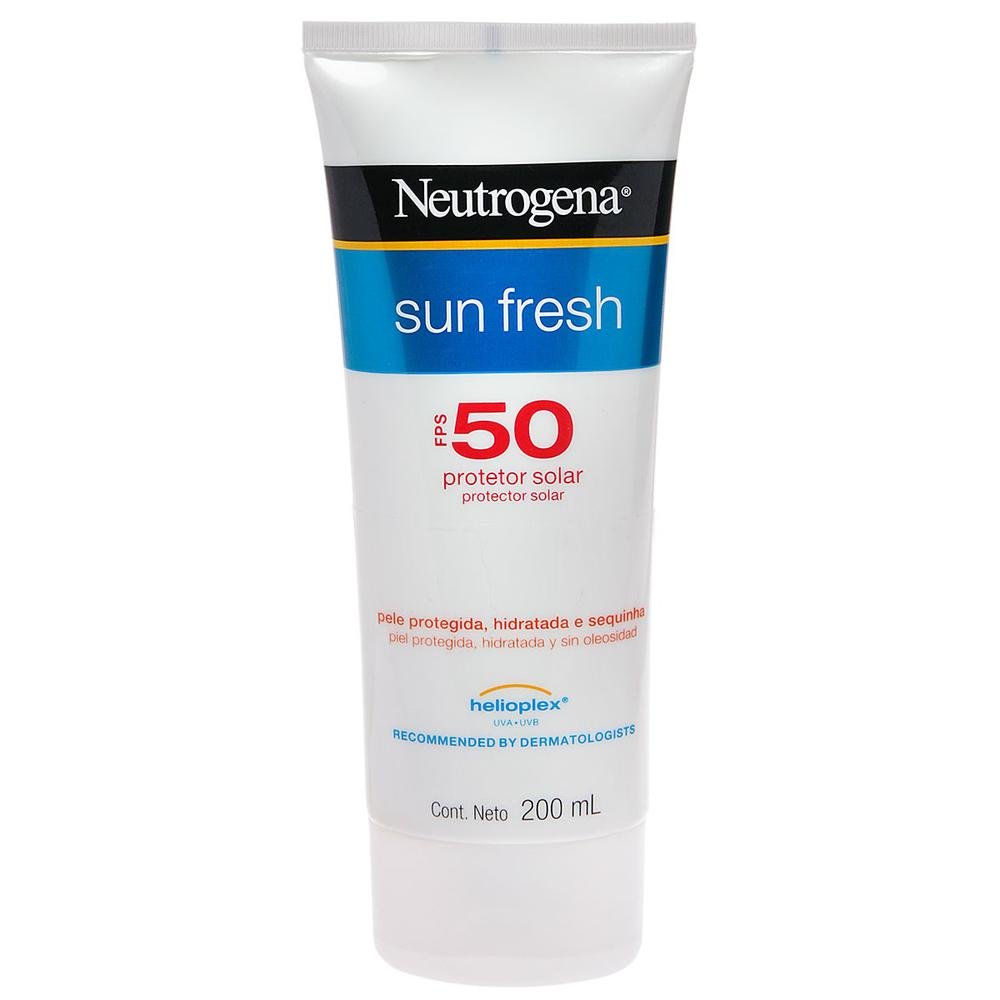 Neutrogena®
sun fresh
FPS 50
protetor solar
protector solar
pele protegida, hidratada e sequinha
piel protegida, hidratada y sin oleosidad
helioplex®
UVA • UVB
RECOMMENDED BY DERMATOLOGISTS
Cont. Neto 200 mL